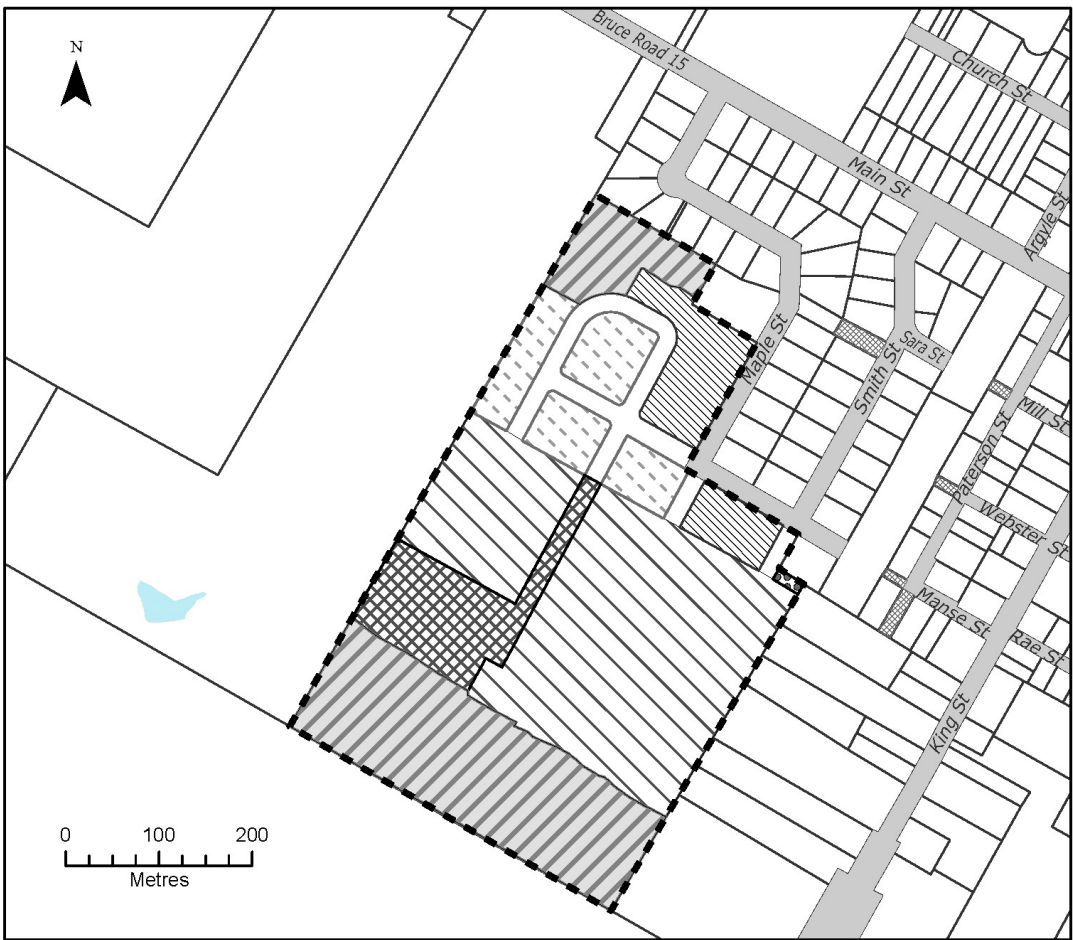 Bruce Road 15
N
Church St
Main St
Argyle St
Maple St
Sara St
Smith St
Mill St
Paterson St
Webster St
Manse St
Rae St
King St
0 100 200
Metres